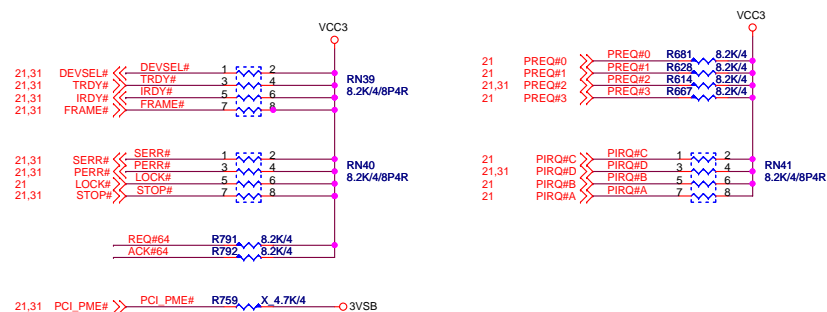 VCC3
21,31 DEVSEL# DEVSEL# 1 2
21,31 TRDY# TRDY# 3 4
21,31 IRDY# IRDY# 5 6
21,31 FRAME# FRAME# 7 8
RN39
8.2K/4/8P4R
21,31 SERR# SERR# 1 2
21,31 PERR# PERR# 3 4
21 LOCK# LOCK# 5 6
21,31 STOP# STOP# 7 8
RN40
8.2K/4/8P4R
REQ#64 R791 8.2K/4
ACK#64 R792 8.2K/4
21,31 PCI_PME# PCI_PME# R759 X_4.7K/4 3VSB
VCC3
21 PREQ#0 PREQ#0 R681 8.2K/4
21 PREQ#1 PREQ#1 R628 8.2K/4
21,31 PREQ#2 PREQ#2 R614 8.2K/4
21 PREQ#3 PREQ#3 R667 8.2K/4
21 PIRQ#C PIRQ#C 1 2
21,31 PIRQ#D PIRQ#D 3 4
21 PIRQ#B PIRQ#B 5 6
21 PIRQ#A PIRQ#A 7 8
RN41
8.2K/4/8P4R